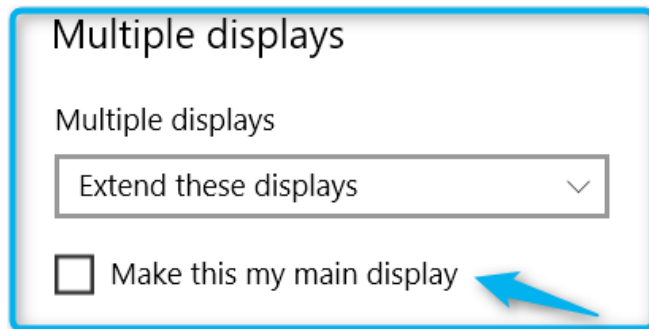 Multiple displays
Multiple displays
Extend these displays
Make this my main display